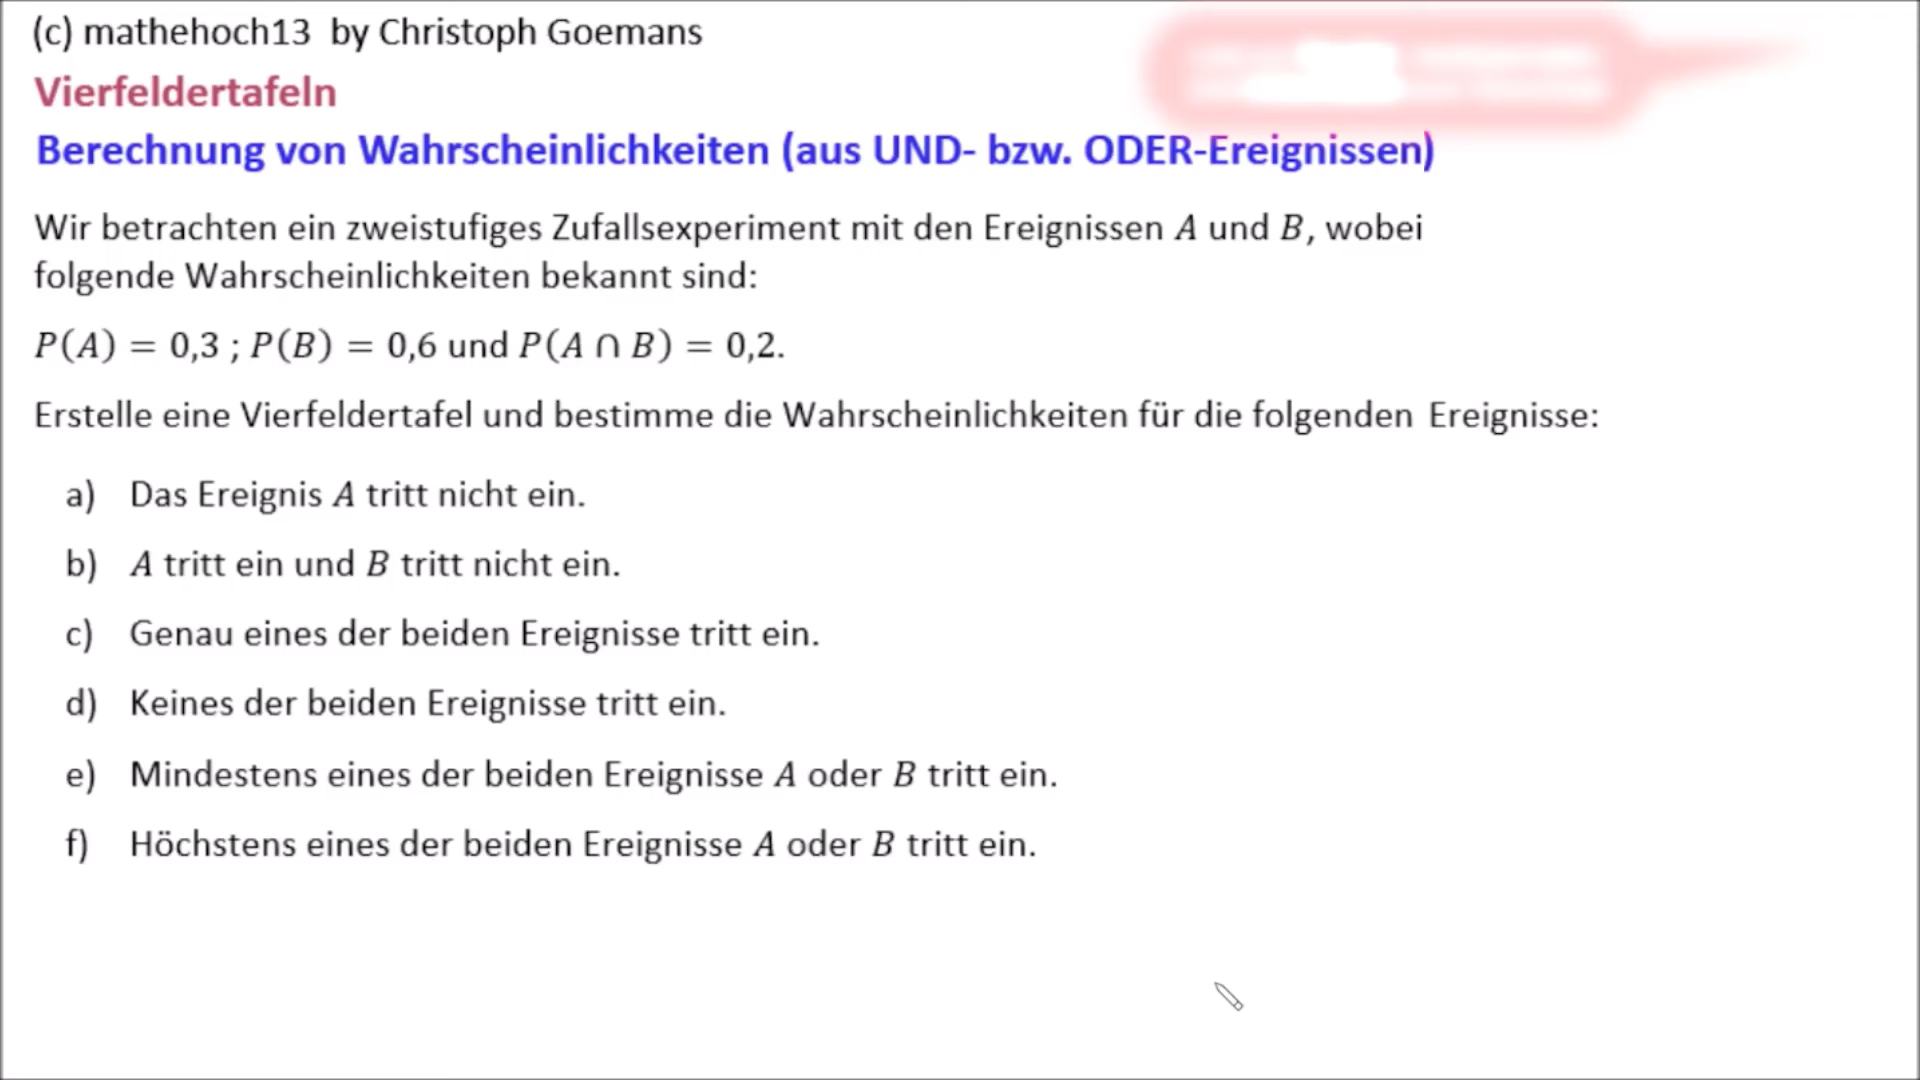 (c) mathehoch13 by Christoph Goemans
Vierfeldertafeln
Berechnung von Wahrscheinlichkeiten (aus UND- bzw. ODER-Ereignissen)
Wir betrachten ein zweistufiges Zufallsexperiment mit den Ereignissen A und B, wobei
folgende Wahrscheinlichkeiten bekannt sind:
P(A) = 0,3 ; P(B) = 0,6 und P(A ∩ B) = 0,2.
Erstelle eine Vierfeldertafel und bestimme die Wahrscheinlichkeiten für die folgenden Ereignisse:
a) Das Ereignis A tritt nicht ein.
b) A tritt ein und B tritt nicht ein.
c) Genau eines der beiden Ereignisse tritt ein.
d) Keines der beiden Ereignisse tritt ein.
e) Mindestens eines der beiden Ereignisse A oder B tritt ein.
f) Höchstens eines der beiden Ereignisse A oder B tritt ein.